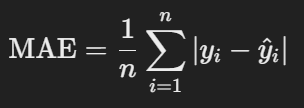 MAE = \frac{1}{n} \sum_{i=1}^{n} |y_i - \hat{y}_i|